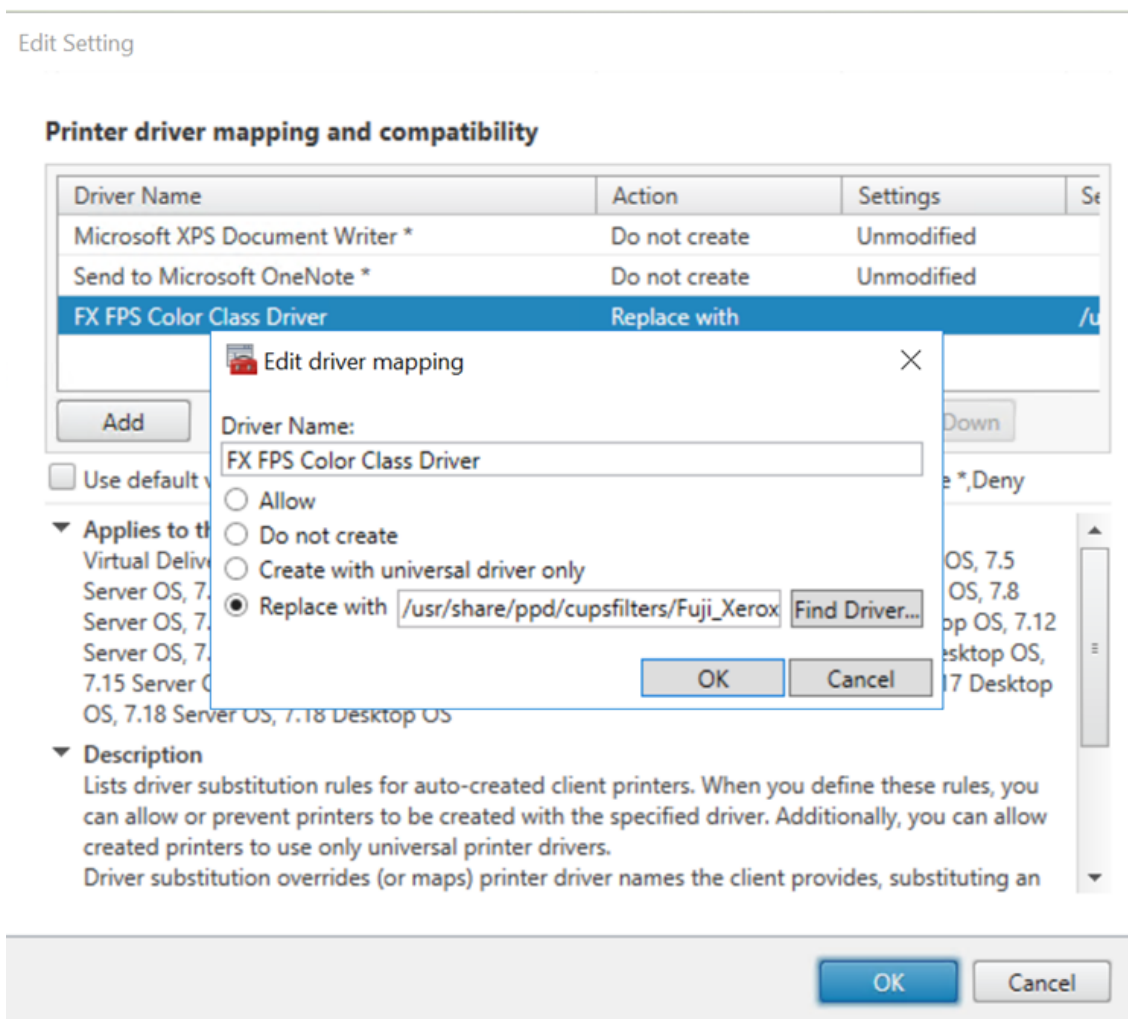 Edit Setting
Printer driver mapping and compatibility
Driver Name Action Settings
Microsoft XPS Document Writer * Do not create Unmodified
Send to Microsoft OneNote * Do not create Unmodified
FX FPS Color Class Driver Replace with /u
Edit driver mapping
Add Down
Driver Name:
FX FPS Color Class Driver
Use default e *,Deny
Allow
Applies to th
Do not create
Virtual Delive OS, 7.5
Create with universal driver only
Server OS, 7. OS, 7.8
Replace with /usr/share/ppd/cupsfilters/Fuji_Xerox Find Driver...
Server OS, 7. op OS, 7.12
Server OS, 7. esktop OS,
OK Cancel
7.15 Server 17 Desktop
OS, 7.18 Server OS, 7.18 Desktop OS
Description
Lists driver substitution rules for auto-created client printers. When you define these rules, you
can allow or prevent printers to be created with the specified driver. Additionally, you can allow
created printers to use only universal printer drivers.
Driver substitution overrides (or maps) printer driver names the client provides, substituting an
OK Cancel